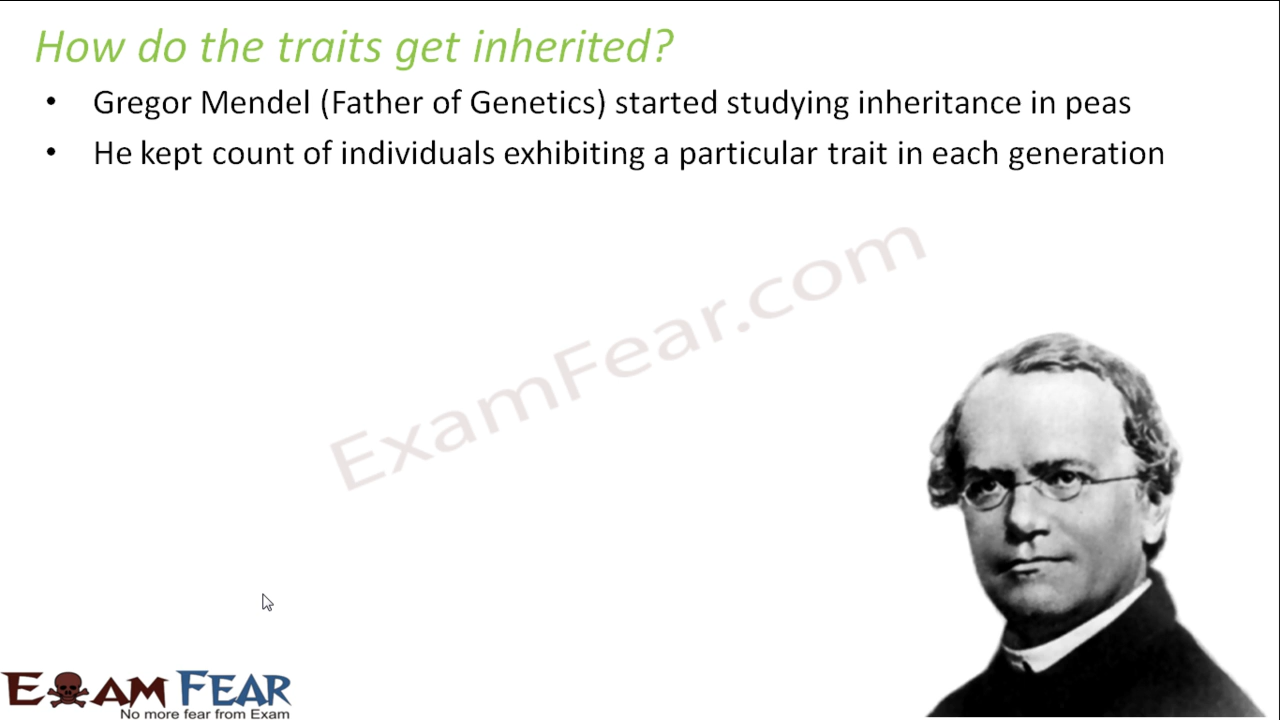 How do the traits get inherited?
• Gregor Mendel (Father of Genetics) started studying inheritance in peas
• He kept count of individuals exhibiting a particular trait in each generation
ExamFear.com
EXAM FEAR
No more fear from Exam